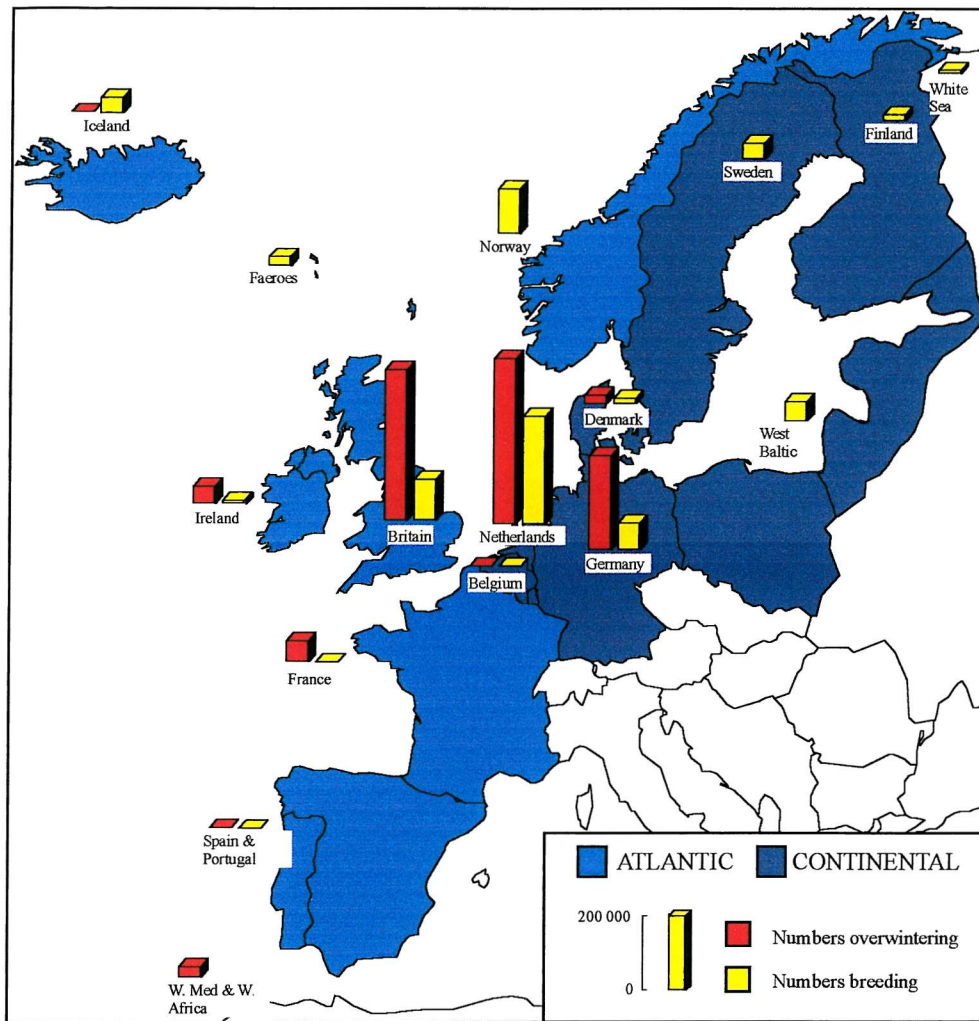 White
Sea
Iceland
Finland
Sweden
Norway
Faeroes
Denmark
West
Baltic
Ireland
Britain
Netherlands
Germany
Belgium
France
Spain &
Portugal
ATLANTIC
CONTINENTAL
200 000
Numbers overwintering
0
Numbers breeding
W. Med & W.
Africa